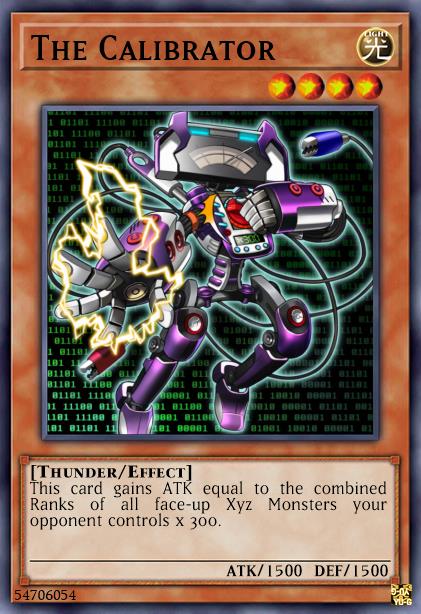 THE CALIBRATOR
LIGHT
光
[THUNDER/EFFECT]
This card gains ATK equal to the combined
Ranks of all face-up Xyz Monsters your
opponent controls x 300.
ATK/1500 DEF/1500
54706054